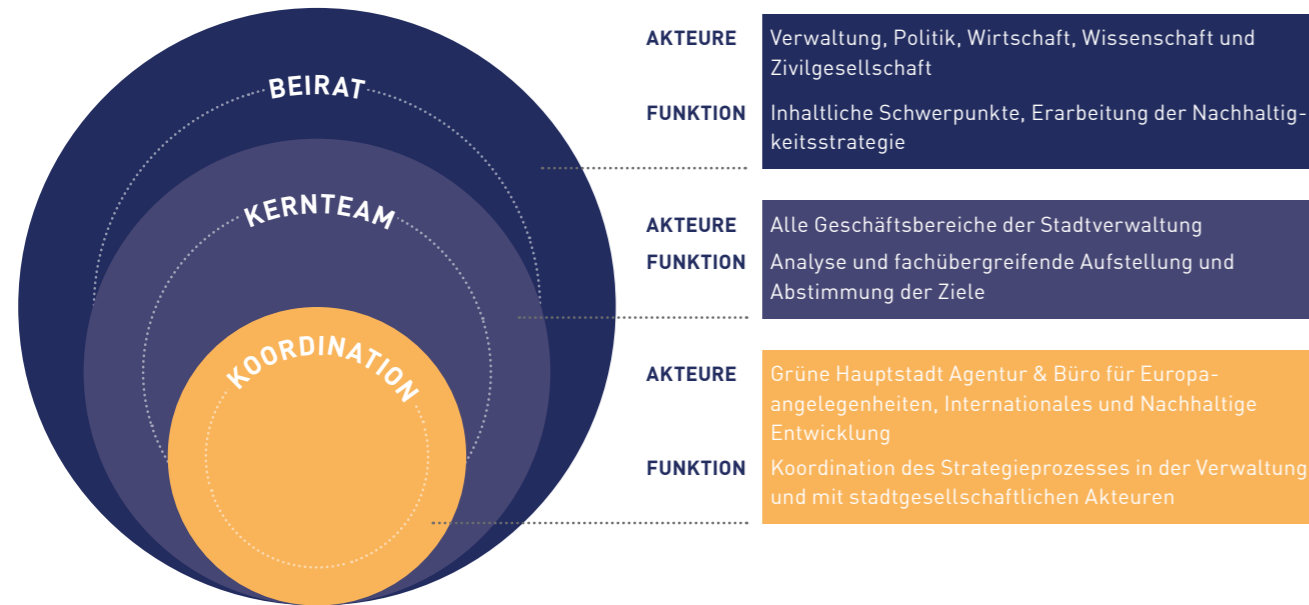 BEIRAT
KERNTEAM
KOORDINATION
AKTEURE Verwaltung, Politik, Wirtschaft, Wissenschaft und
Zivilgesellschaft
FUNKTION Inhaltliche Schwerpunkte, Erarbeitung der Nachhaltig-
keitsstrategie
AKTEURE Alle Geschäftsbereiche der Stadtverwaltung
FUNKTION Analyse und fachübergreifende Aufstellung und
Abstimmung der Ziele
AKTEURE Grüne Hauptstadt Agentur & Büro für Europa-
angelegenheiten, Internationales und Nachhaltige
Entwicklung
FUNKTION Koordination des Strategieprozesses in der Verwaltung
und mit stadtgesellschaftlichen Akteuren